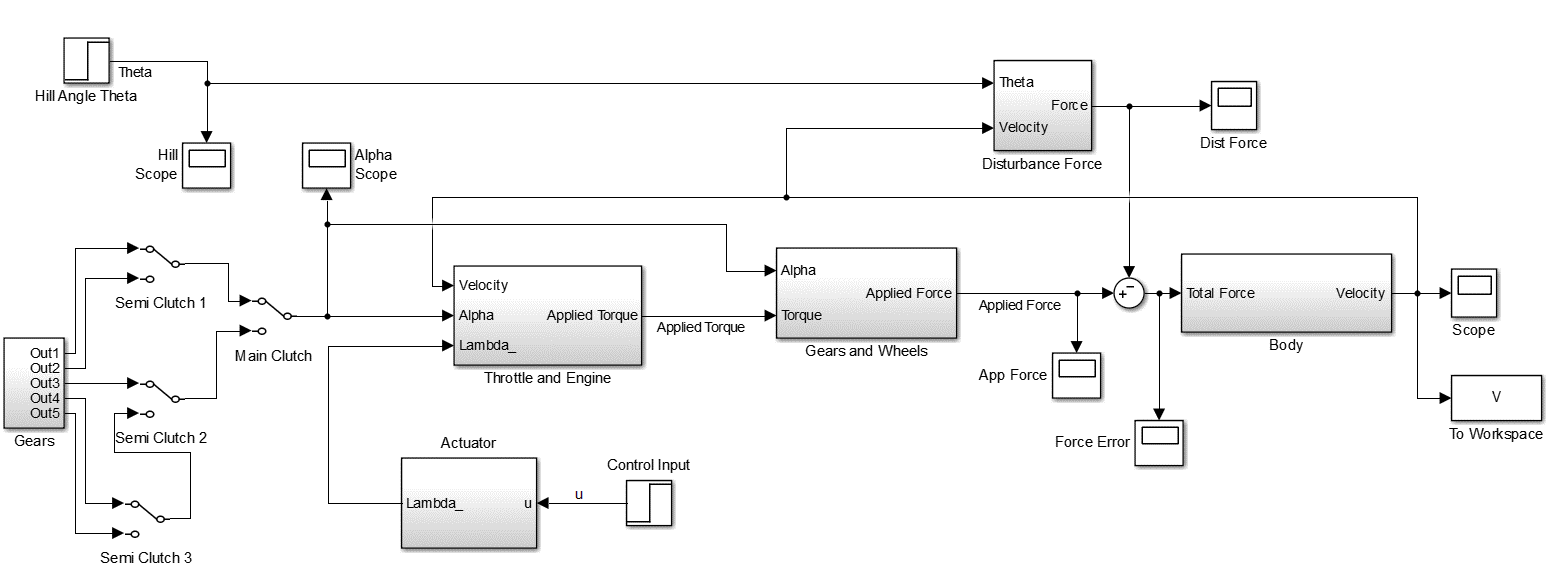 Theta
Hill Angle Theta
Hill
Scope
Alpha
Scope
Theta
Force
Velocity
Disturbance Force
Dist Force
Semi Clutch 1
Main Clutch
Velocity
Alpha
Applied Torque
Lambda_
Throttle and Engine
Applied Torque
Alpha
Applied Force
Torque
Gears and Wheels
Applied Force
App Force
+
−
Total Force
Velocity
Body
Scope
Force Error
V
To Workspace
Out1
Out2
Out3
Out4
Out5
Gears
Semi Clutch 2
Semi Clutch 3
Actuator
Lambda_
u
u
Control Input